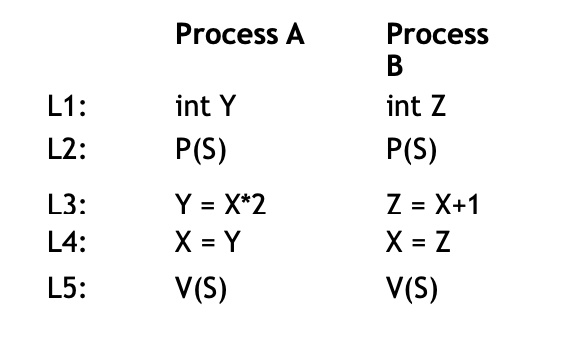 Process A Process
B
L1: int Y int Z
L2: P(S) P(S)
L3: Y = X*2 Z = X+1
L4: X = Y X = Z
L5: V(S) V(S)